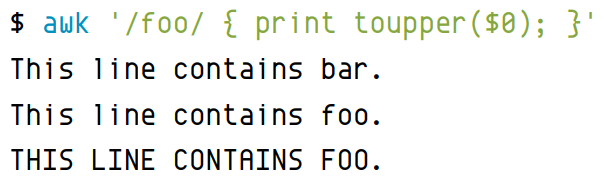 $ awk '/foo/ { print toupper($0); }'
This line contains bar.
This line contains foo.
THIS LINE CONTAINS FOO.